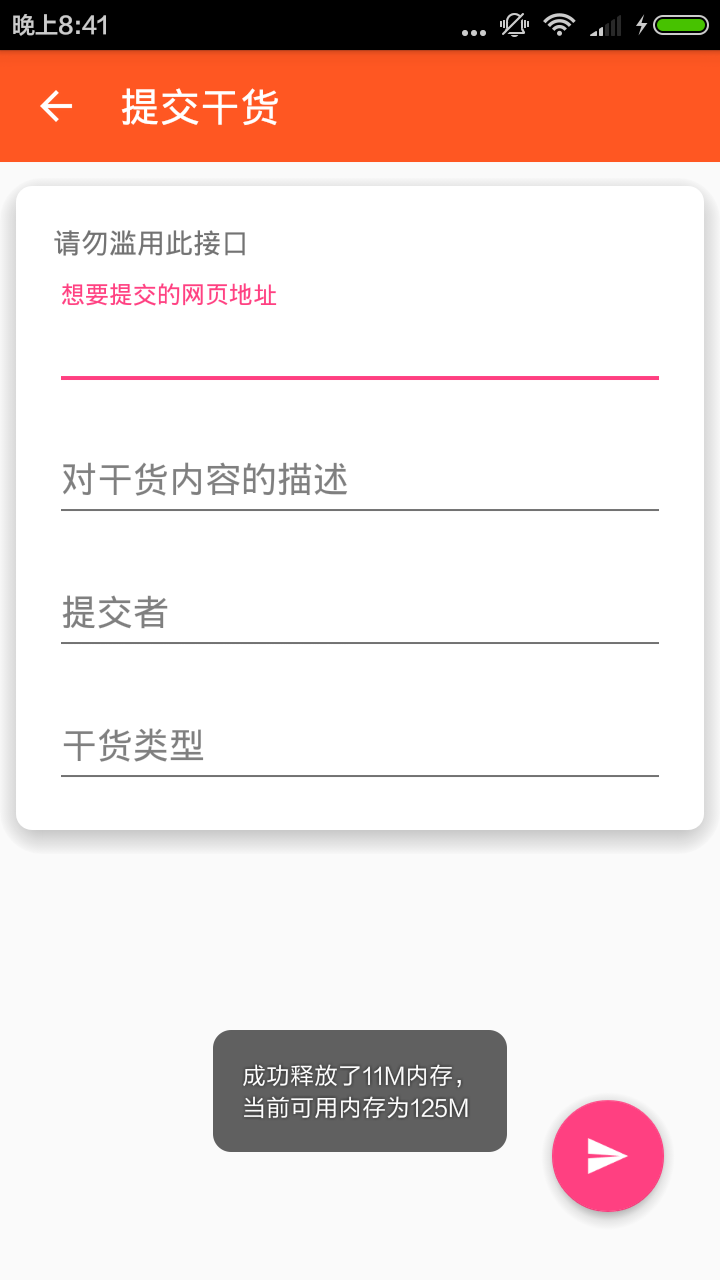 晚上8:41
提交干货
请勿滥用此接口
想要提交的网页地址
对干货内容的描述
提交者
干货类型
成功释放了11M内存，
当前可用内存为125M